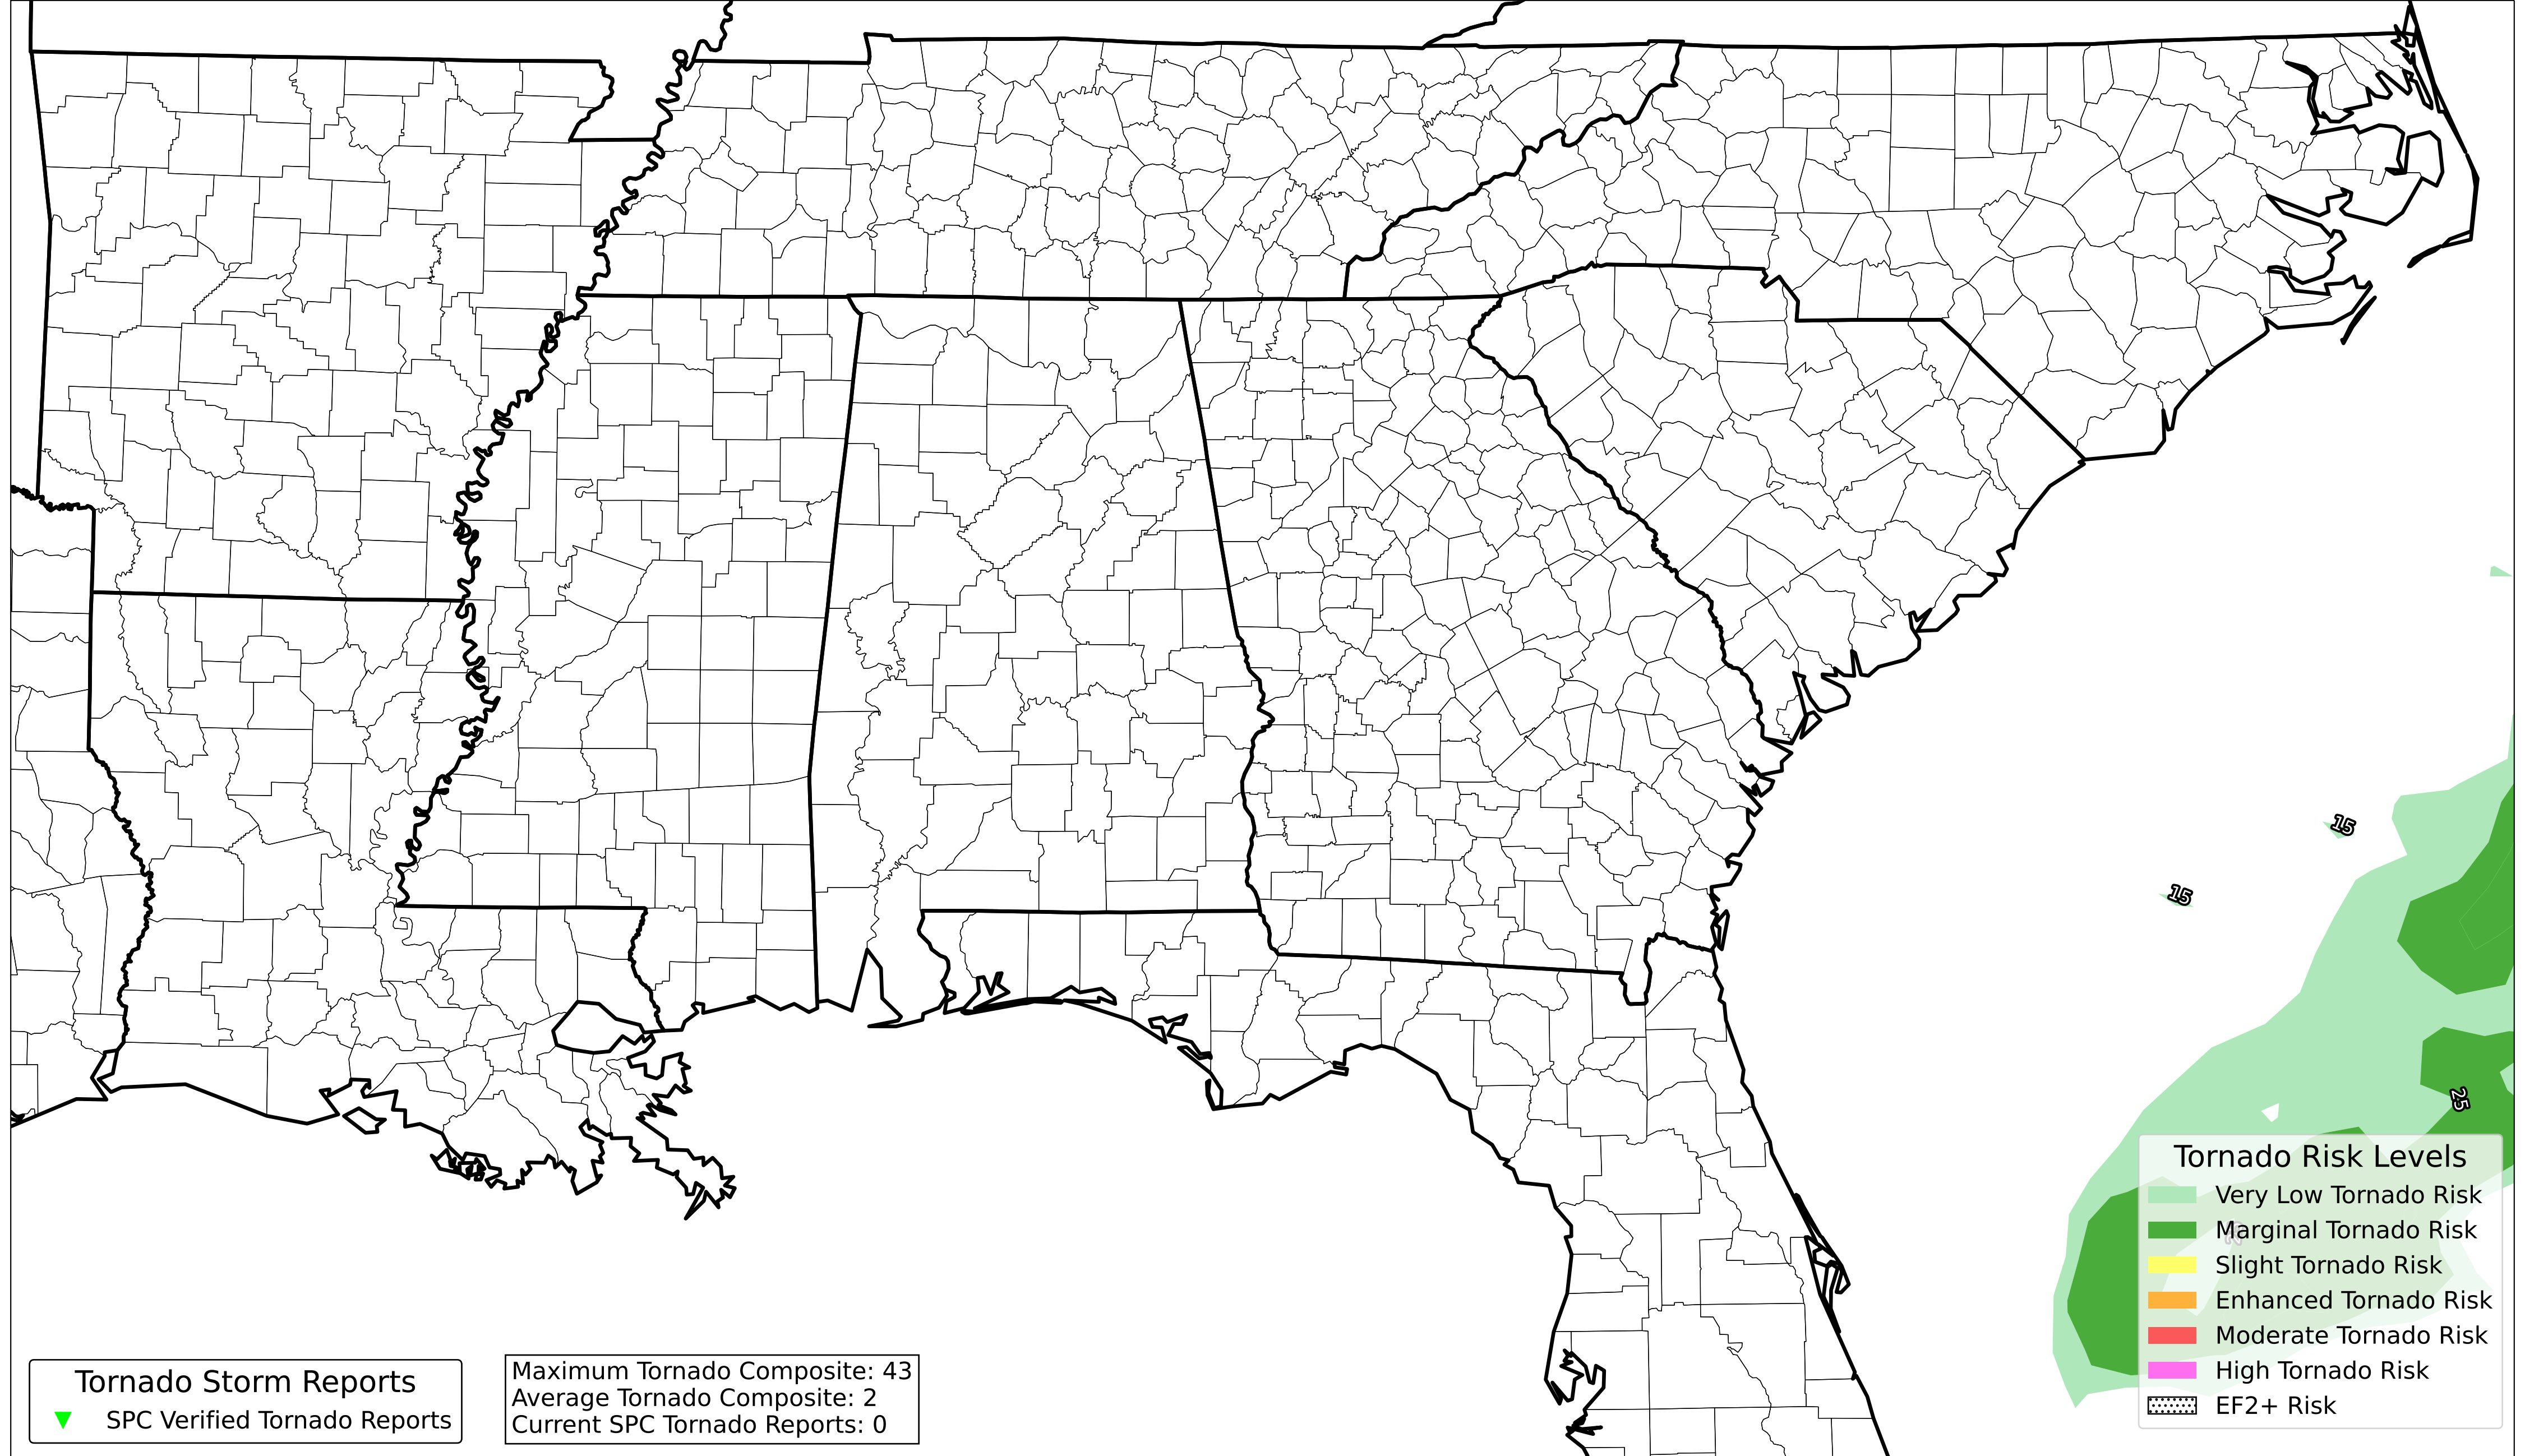 15
15
25
Tornado Risk Levels
Very Low Tornado Risk
Marginal Tornado Risk
Slight Tornado Risk
Enhanced Tornado Risk
Moderate Tornado Risk
High Tornado Risk
EF2+ Risk
Tornado Storm Reports
SPC Verified Tornado Reports
Maximum Tornado Composite: 43
Average Tornado Composite: 2
Current SPC Tornado Reports: 0